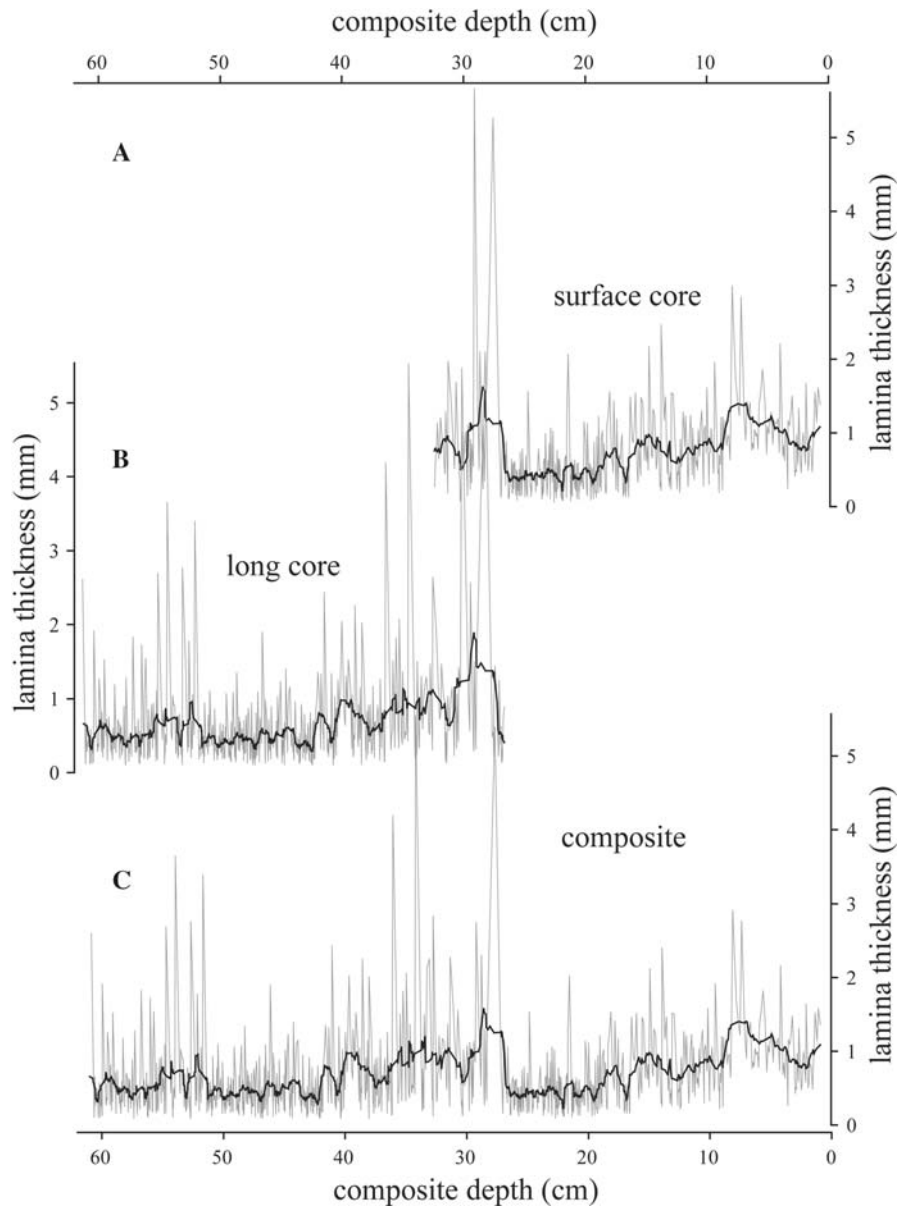 composite depth (cm)
60 50 40 30 20 10 0
A
5
4
3
2
1
0
lamina thickness (mm)
surface core
B
5
4
3
2
1
0
lamina thickness (mm)
long core
C
5
4
3
2
1
0
lamina thickness (mm)
composite
60 50 40 30 20 10 0
composite depth (cm)